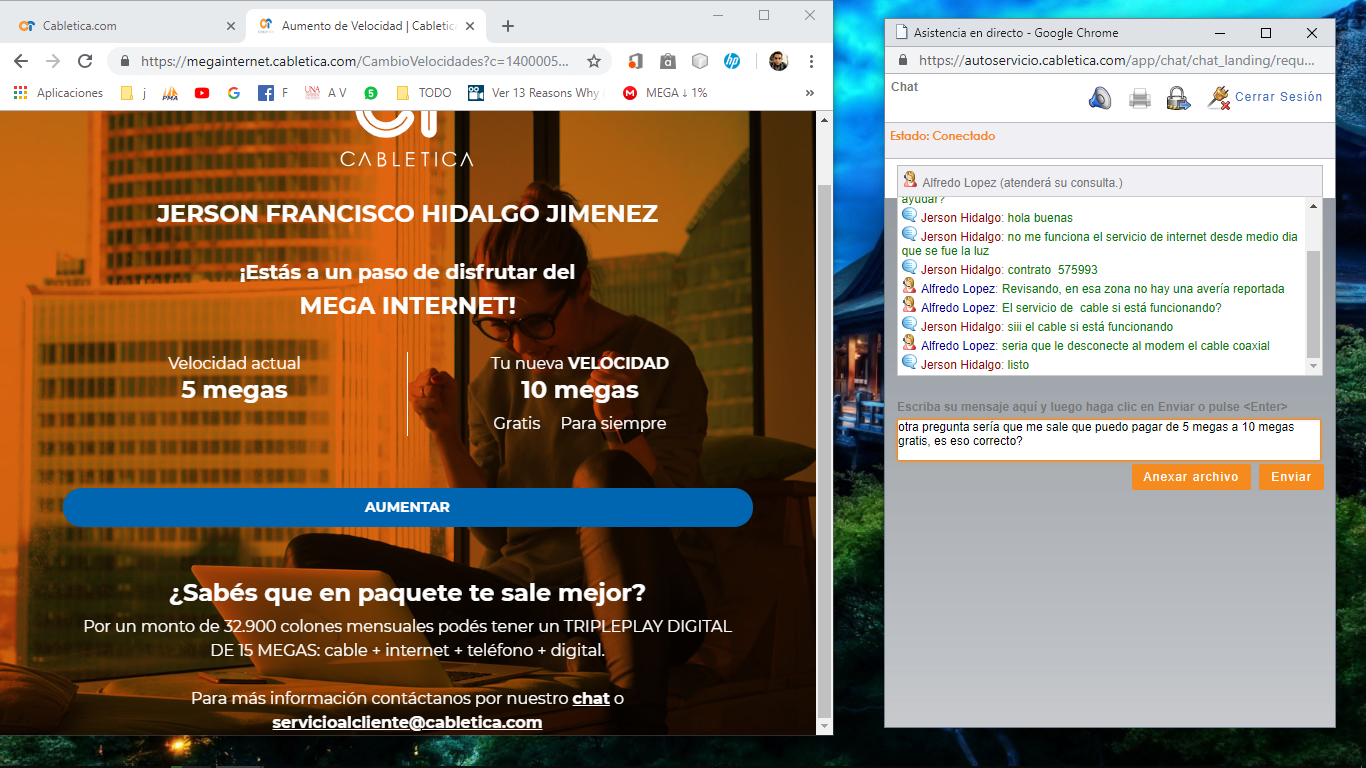 Cabletica.com
Aumento de Velocidad | Cabletic
https://megainternet.cabletica.com/CambioVelocidades?c=1400005...
Aplicaciones
j
PMA
G
F
UNA
A V
5
TODO
Ver 13 Reasons Why
M
MEGA ↓ 1%
»
CABLETICA
JERSON FRANCISCO HIDALGO JIMENEZ
¡Estás a un paso de disfrutar del
MEGA INTERNET!
Velocidad actual
5 megas
Tu nueva VELOCIDAD
10 megas
Gratis Para siempre
AUMENTAR
¿Sabés que en paquete te sale mejor?
Por un monto de 32.900 colones mensuales podés tener un TRIPLEPLAY DIGITAL
DE 15 MEGAS: cable + internet + teléfono + digital.
Para más información contáctanos por nuestro chat o
servicioalcliente@cabletica.com
Asistencia en directo - Google Chrome
https://autoservicio.cabletica.com/app/chat/chat_landing/requ...
Chat
Cerrar Sesión
Estado: Conectado
Alfredo Lopez (atenderá su consulta.)
ayudar?
Jerson Hidalgo: hola buenas
Jerson Hidalgo: no me funciona el servicio de internet desde medio dia
que se fue la luz
Jerson Hidalgo: contrato 575993
Alfredo Lopez: Revisando, en esa zona no hay una avería reportada
Alfredo Lopez: El servicio de cable si está funcionando?
Jerson Hidalgo: siii el cable si está funcionando
Alfredo Lopez: seria que le desconecte al modem el cable coaxial
Jerson Hidalgo: listo
Escriba su mensaje aquí y luego haga clic en Enviar o pulse <Enter>
otra pregunta sería que me sale que puedo pagar de 5 megas a 10 megas
gratis, es eso correcto?
Anexar archivo
Enviar